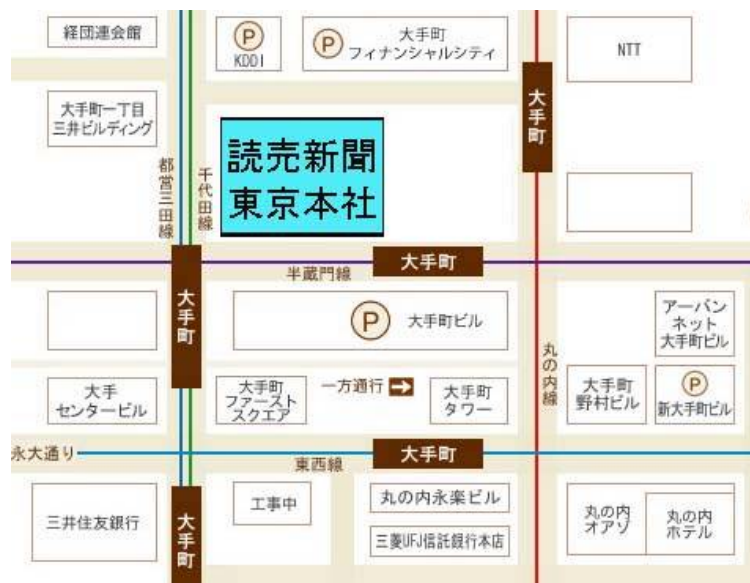 経団連会館
P
KDDI
P
大手町
フィナンシャルシティ
NTT
大手町
大手町一丁目
三井ビルディング
都営三田線
千代田線
読売新聞
東京本社
半蔵門線
大手町
大手町
P
大手町ビル
丸の内線
アーバン
ネット
大手町ビル
大手
センタービル
大手町
ファースト
スクエア
一方通行
大手町
タワー
大手町
野村ビル
P
新大手町ビル
永大通り
東西線
大手町
三井住友銀行
大手町
工事中
丸の内永楽ビル
三菱UFJ信託銀行本店
丸の内
オアゾ
丸の内
ホテル